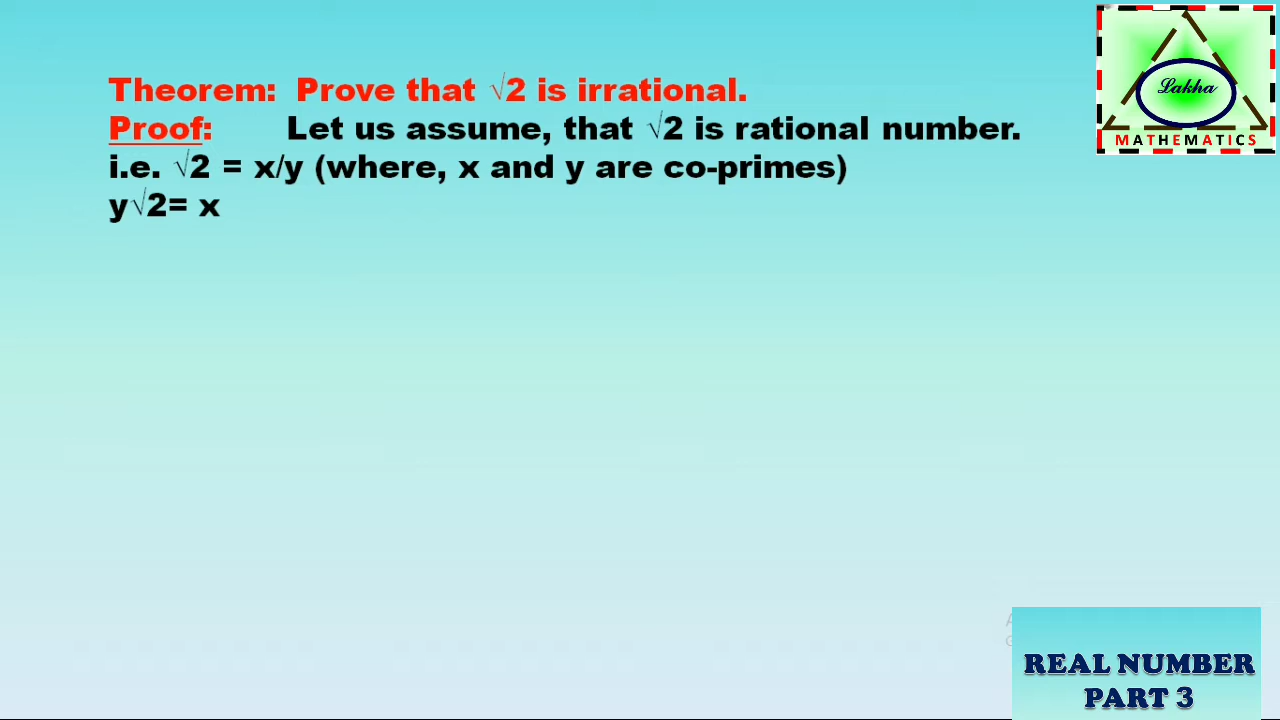 Theorem: Prove that √2 is irrational.
Proof: Let us assume, that √2 is rational number.
i.e. √2 = x/y (where, x and y are co-primes)
y√2= x
Lakha
MATHEMATICS
REAL NUMBER
PART 3